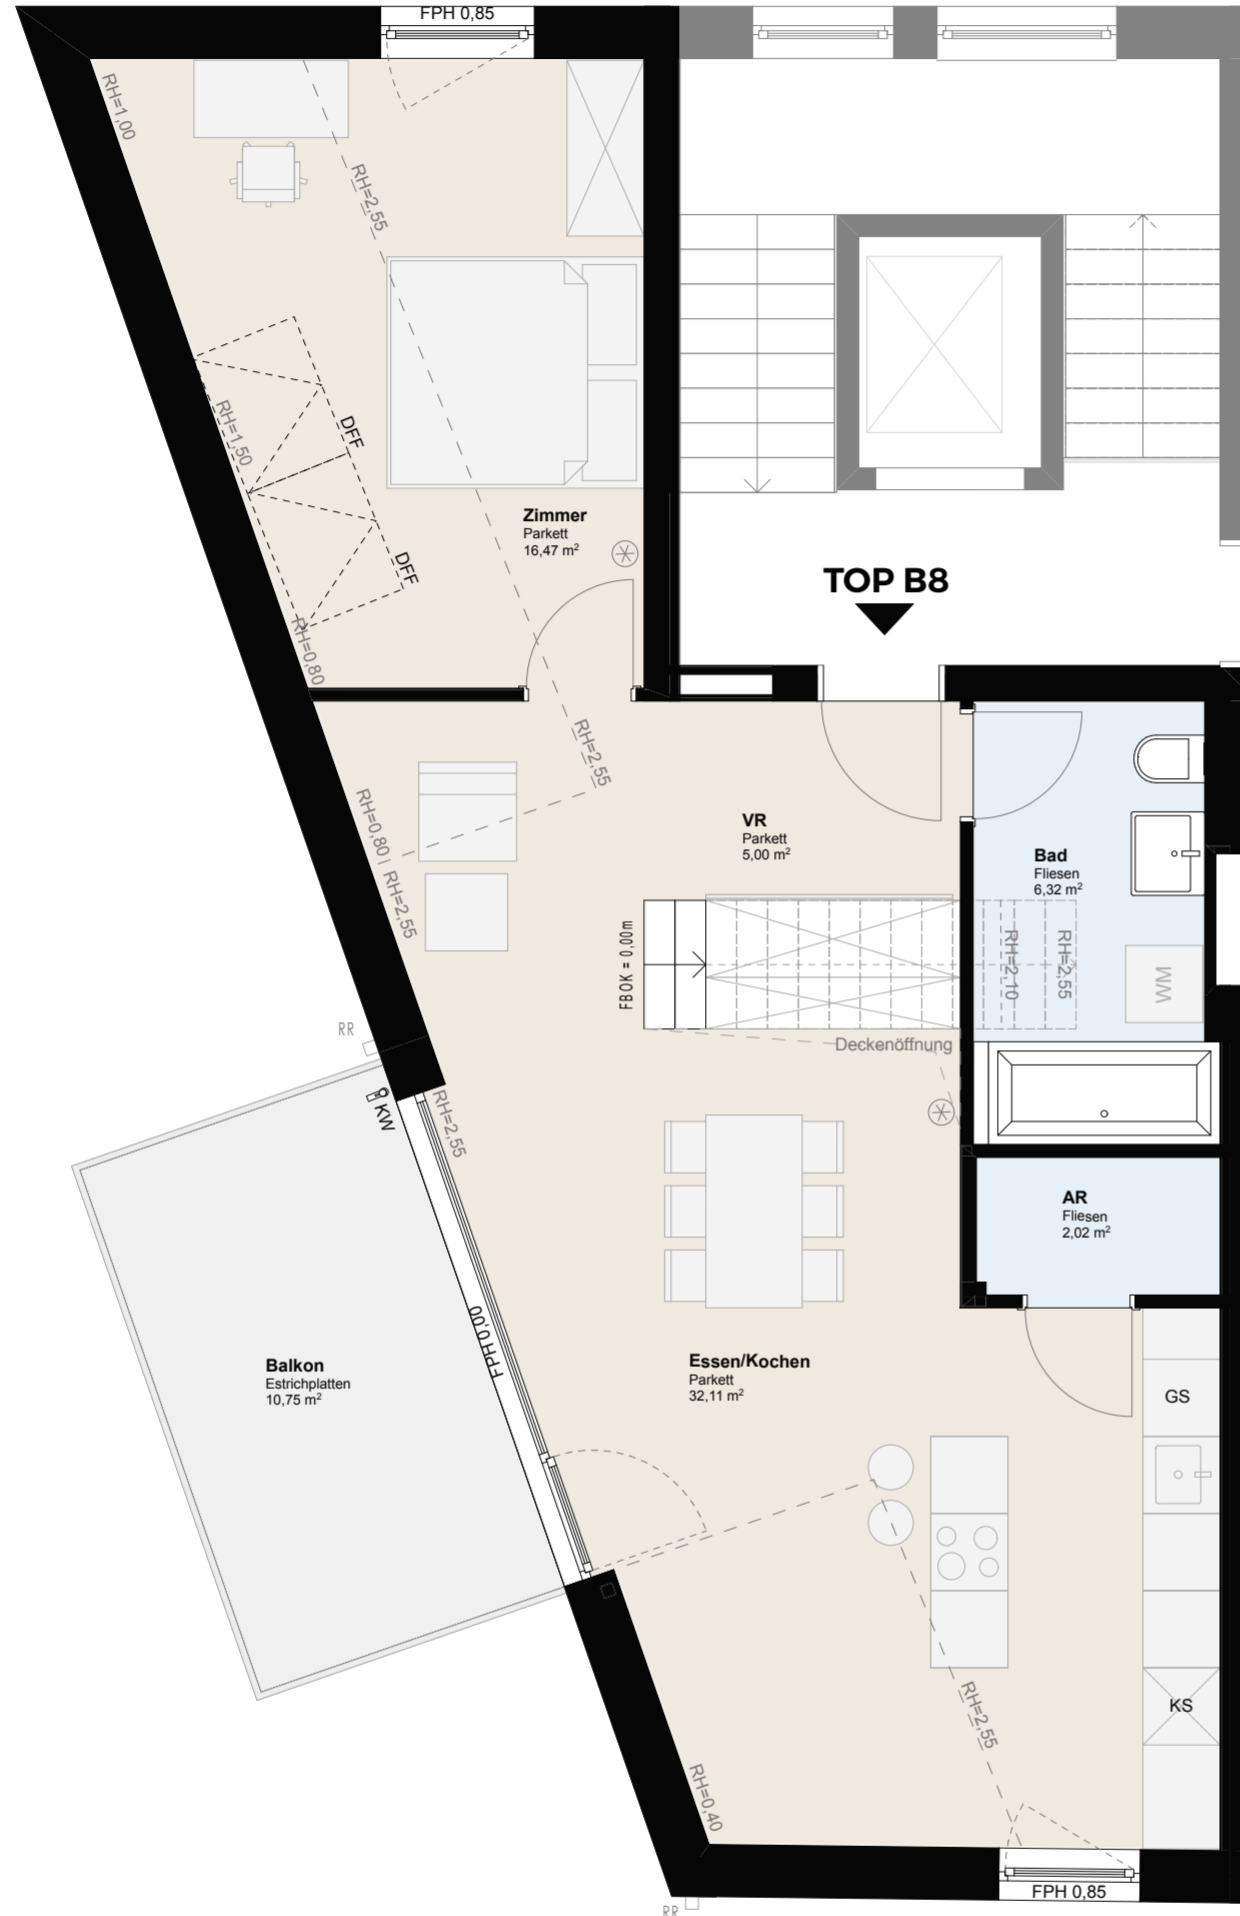 FPH 0,85
RH=1,00
RH=2,55
DFF
RH=1,50
DFF
Zimmer
Parkett
16,47 m²
TOP B8
RH=0,80
RH=2,55
RH=0,80
RH=2,55
VR
Parkett
5,00 m²
Bad
Fliesen
6,32 m²
FBOK = 0,00m
RH=2,10
RH=2,55
WM
RR
Deckenöffnung
KW
RH=2,55
AR
Fliesen
2,02 m²
FPH 0,00
Balkon
Estrichplatten
10,75 m²
Essen/Kochen
Parkett
32,11 m²
GS
RH=2,55
KS
RH=0,40
FPH 0,85
RR